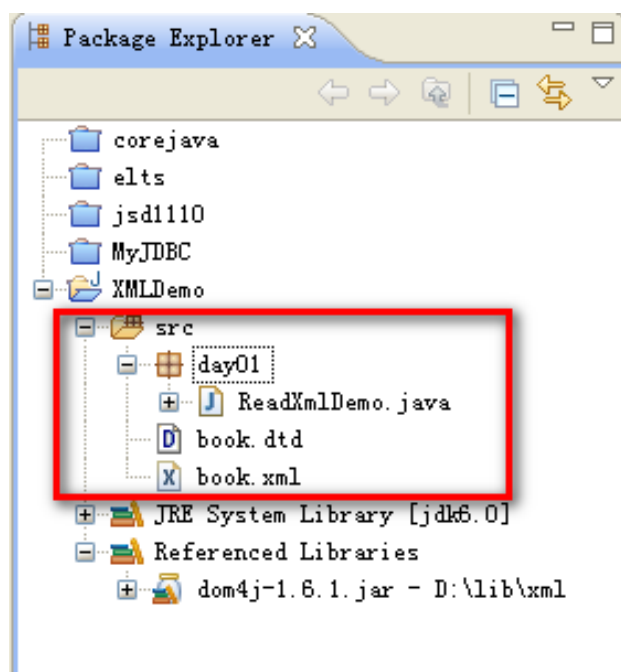 Package Explorer
corejava
elts
jsd1110
MyJDBC
XMLDemo
src
day01
ReadXmlDemo.java
book.dtd
book.xml
JRE System Library [jdk6.0]
Referenced Libraries
dom4j-1.6.1.jar - D:\lib\xml